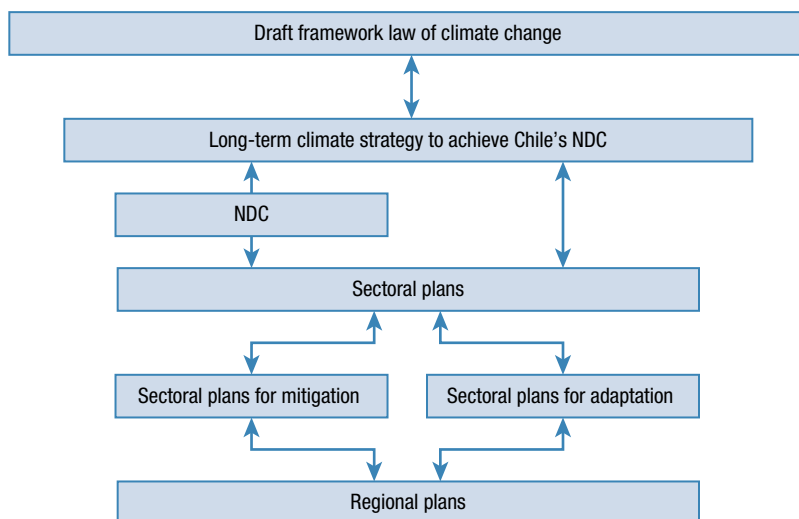 Draft framework law of climate change
Long-term climate strategy to achieve Chile’s NDC
NDC
Sectoral plans
Sectoral plans for mitigation
Sectoral plans for adaptation
Regional plans